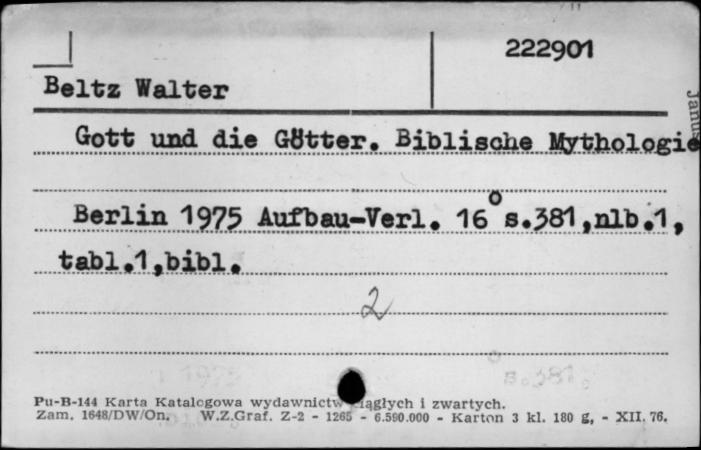 222901
Beltz Walter
Janus
Gott und die Götter. Biblische Mythologie
Berlin 1975 Aufbau-Verl. 16° s.381,nlb.1,
tabl.1,bibl.
2
Pu-B-144 Karta Katalogowa wydawnictw ciągłych i zwartych.
Zam. 1648/DW/On. W.Z.Graf. Z-2 - 1265 - 6.590.000 - Karton 3 kl. 180 g, - XII. 76.